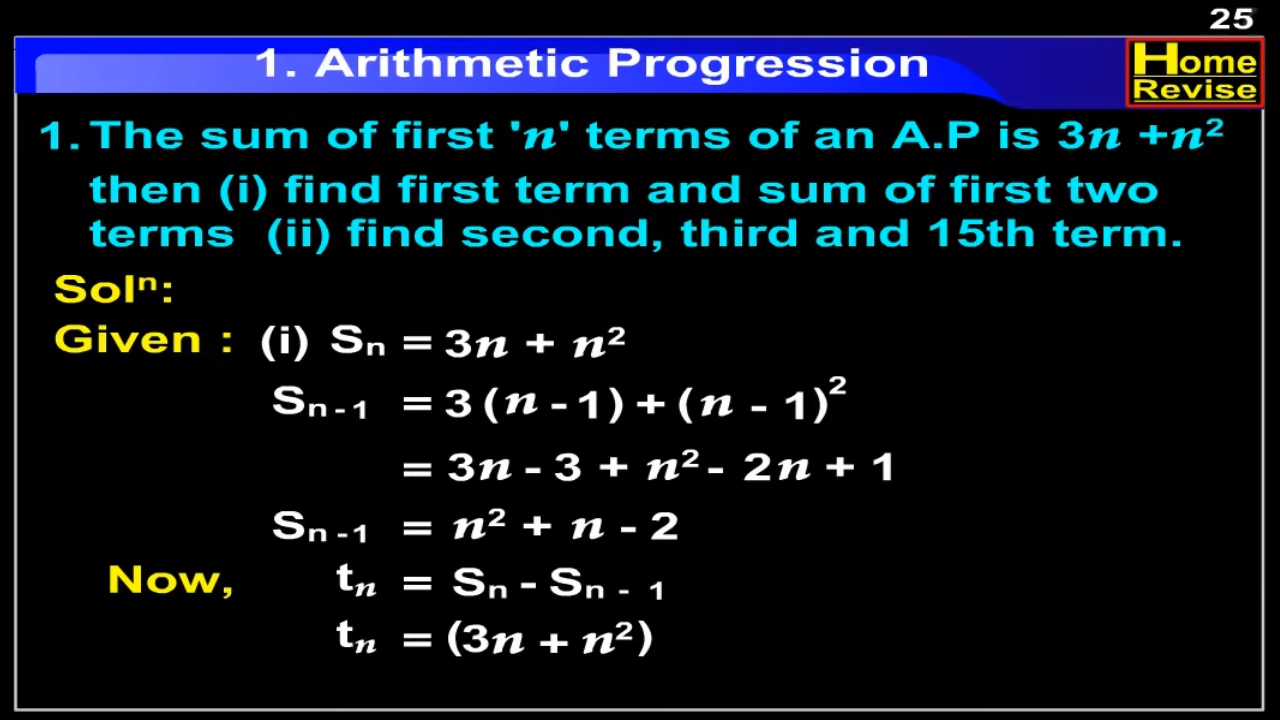 25
1. Arithmetic Progression
Home
Revise
1. The sum of first 'n' terms of an A.P is 3n +n²
then (i) find first term and sum of first two
terms (ii) find second, third and 15th term.
Solⁿ:
Given : (i) Sₙ = 3n + n²
Sₙ₋₁ = 3 (n - 1) + (n - 1)²
= 3n - 3 + n² - 2n + 1
Sₙ₋₁ = n² + n - 2
Now, tₙ = Sₙ - Sₙ₋₁
tₙ = (3n + n²)